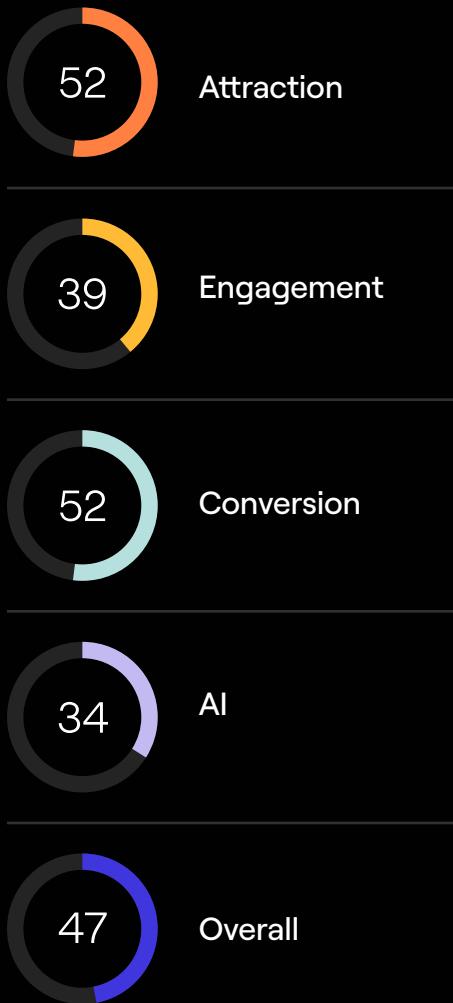 52 Attraction
39 Engagement
52 Conversion
34 AI
47 Overall